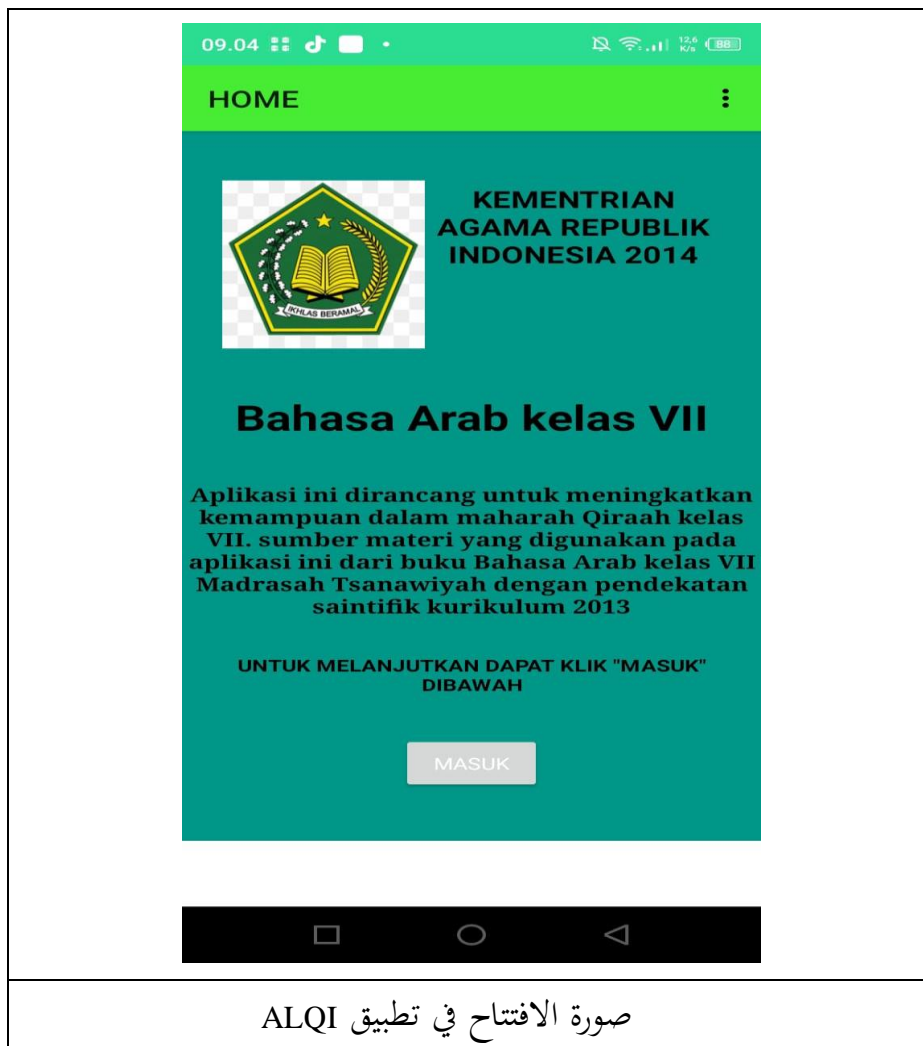 09.04
12,6
K/s
88
HOME
KEMENTRIAN
AGAMA REPUBLIK
INDONESIA 2014
IKHLAS BERAMAL
Bahasa Arab kelas VII
Aplikasi ini dirancang untuk meningkatkan
kemampuan dalam maharah Qiraah kelas
VII. sumber materi yang digunakan pada
aplikasi ini dari buku Bahasa Arab kelas VII
Madrasah Tsanawiyah dengan pendekatan
saintifik kurikulum 2013
UNTUK MELANJUTKAN DAPAT KLIK "MASUK"
DIBAWAH
MASUK
صورة الافتتاح في تطبيق ALQI